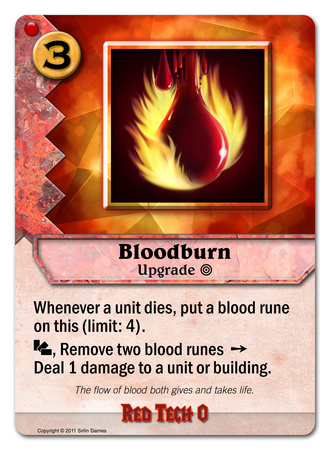 3
Bloodburn
Upgrade
Whenever a unit dies, put a blood rune
on this (limit: 4).
, Remove two blood runes →
Deal 1 damage to a unit or building.
The flow of blood both gives and takes life.
Red Tech 0
Copyright © 2011 Sirlin Games